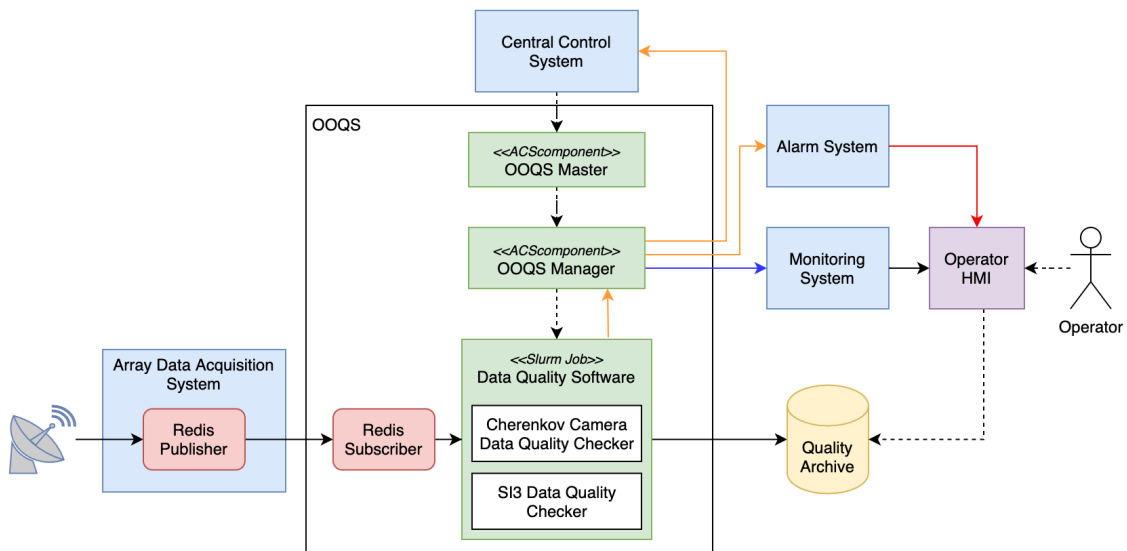 Central Control
System
OOQS
<<ACScomponent>>
OOQS Master
Alarm System
<<ACScomponent>>
OOQS Manager
Monitoring
System
Operator
HMI
Operator
Array Data Acquisition
System
Redis
Publisher
Redis
Subscriber
<<Slurm Job>>
Data Quality Software
Cherenkov Camera
Data Quality Checker
SI3 Data Quality
Checker
Quality
Archive